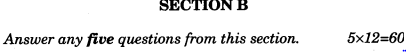 SECTION B
Answer any five questions from this section. 5×12=60